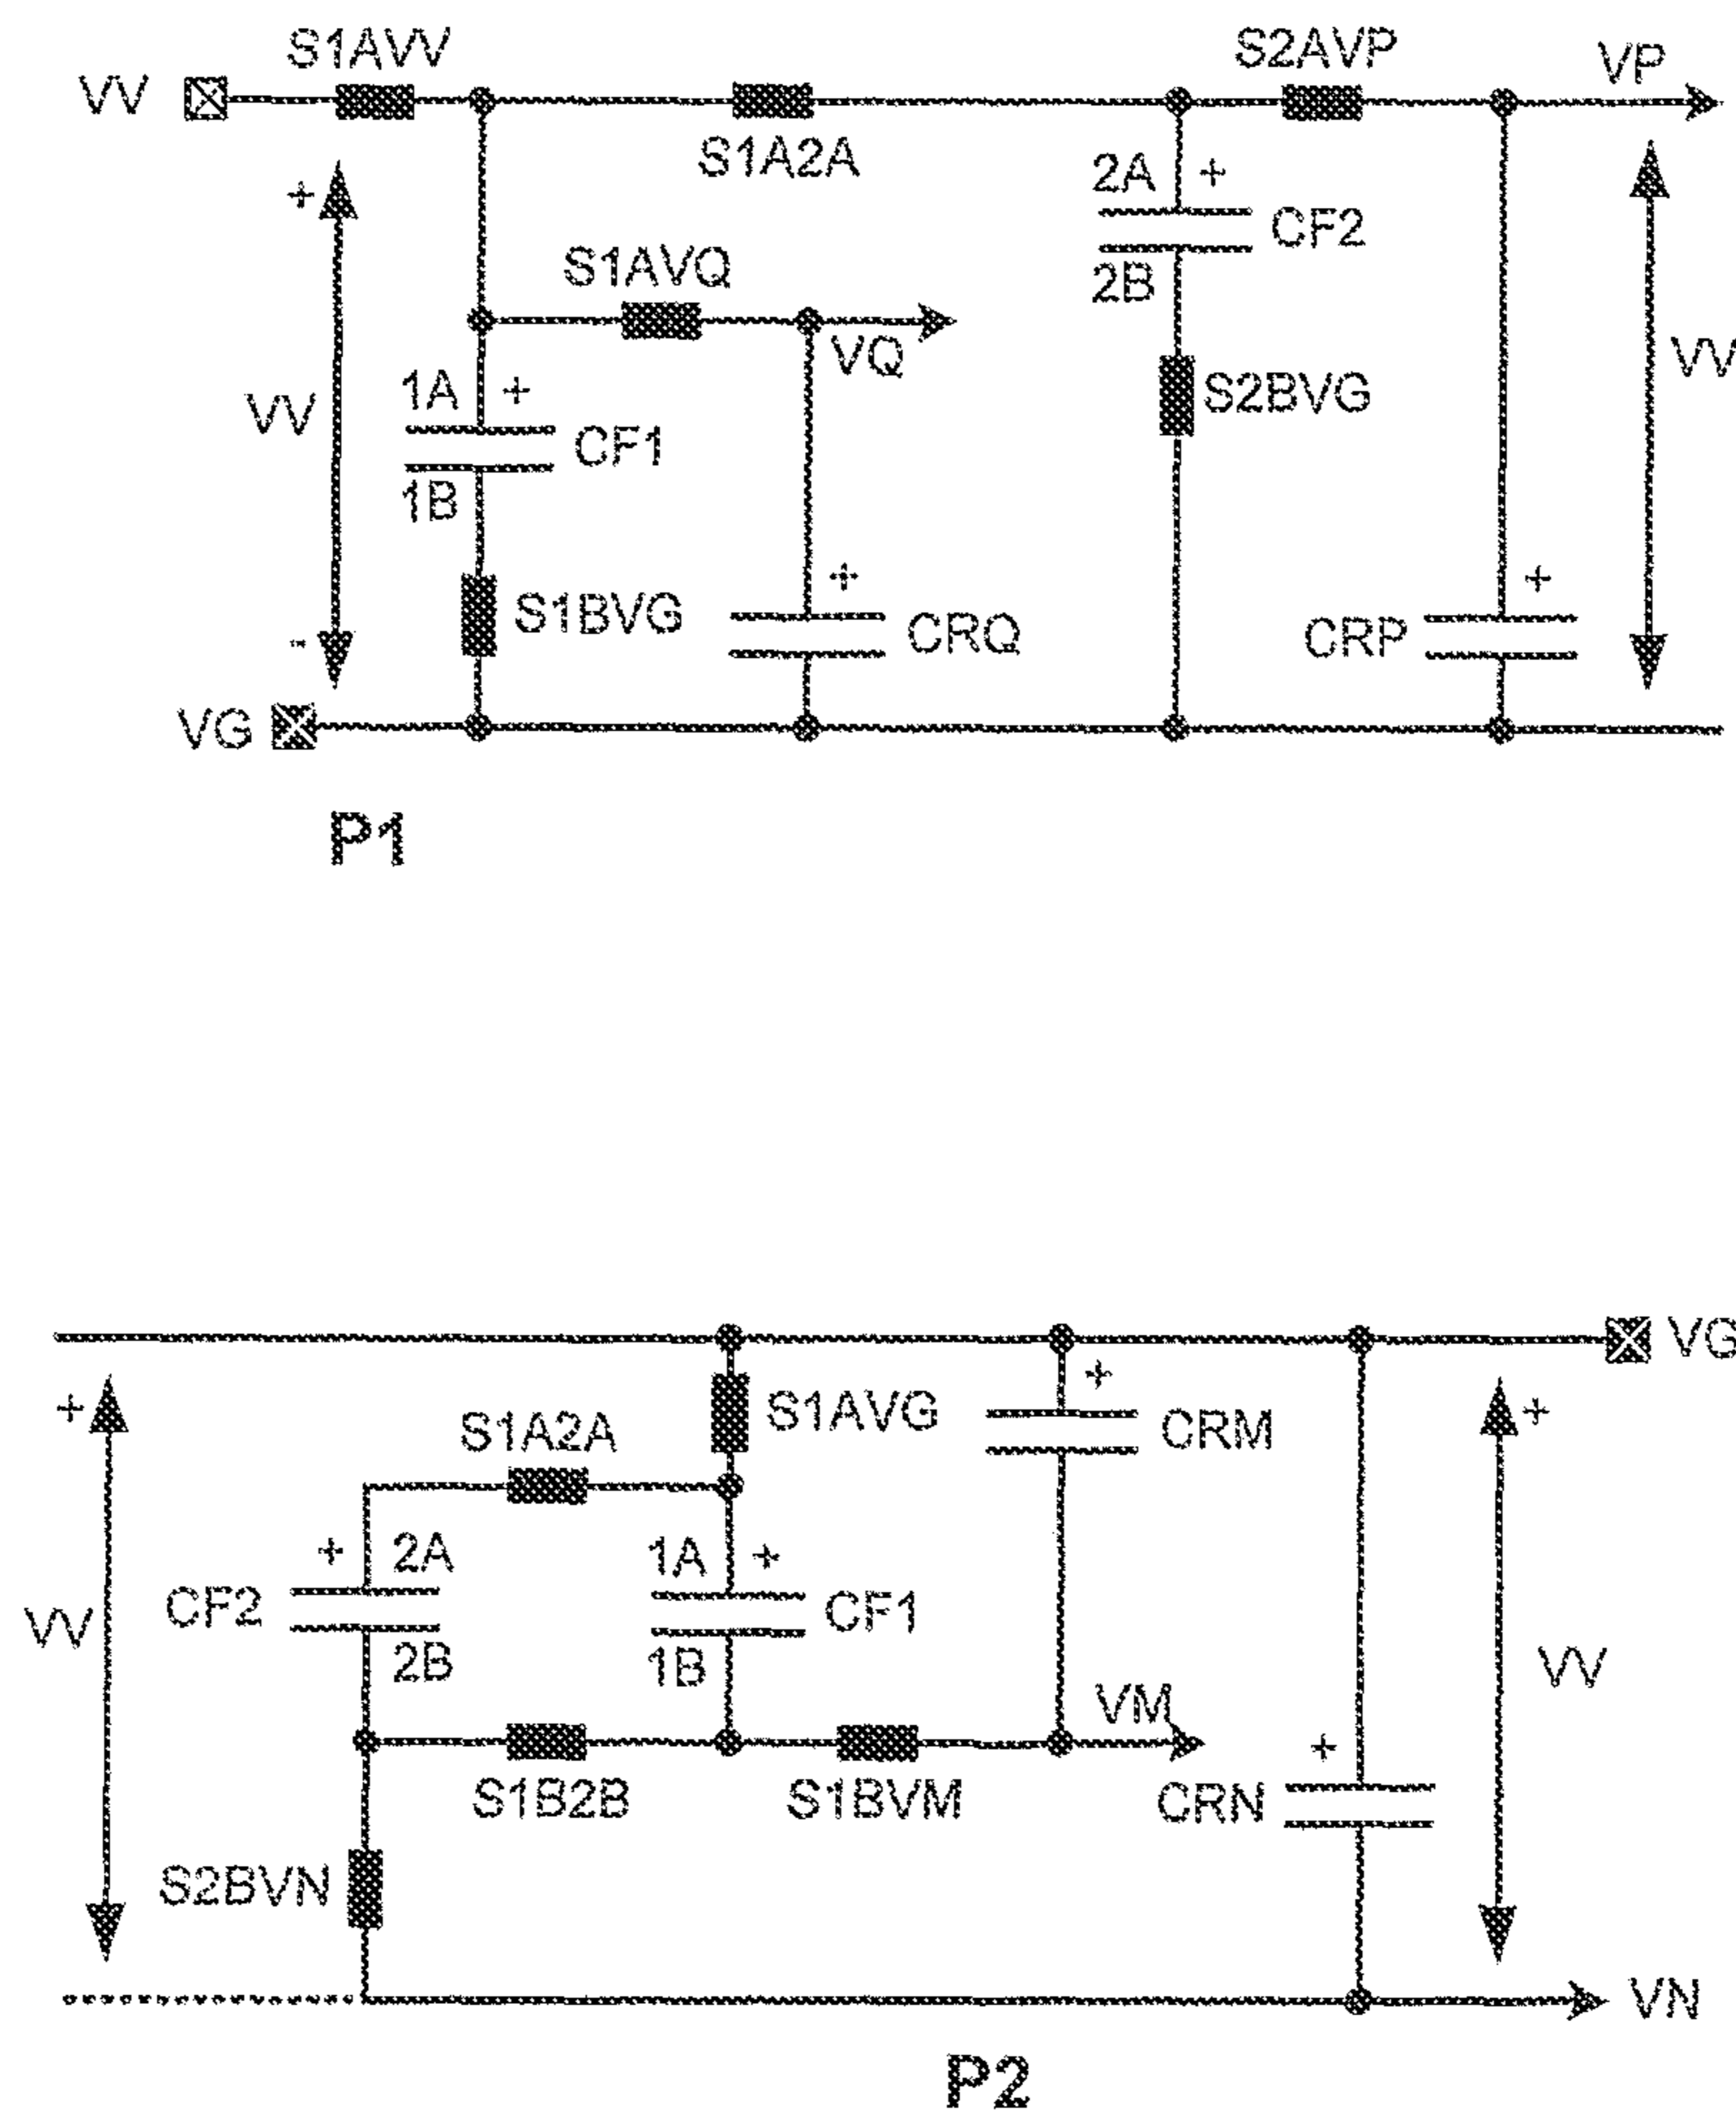 S1AVV
S2AVP
VP
VV
S1A2A
2A +
CF2
2B
+
S1AVQ
VQ
S2BVG
VV
VV
1A +
CF1
1B
S1BVG
+
CRQ
+
CRP
-
VG
P1
VG
+
S1AVG
+
CRM
+
S1A2A
+ 2A
1A +
CF2
CF1
VV
2B
1B
VV
VM
S1B2B
S1BVM
+
CRN
S2BVN
VN
P2